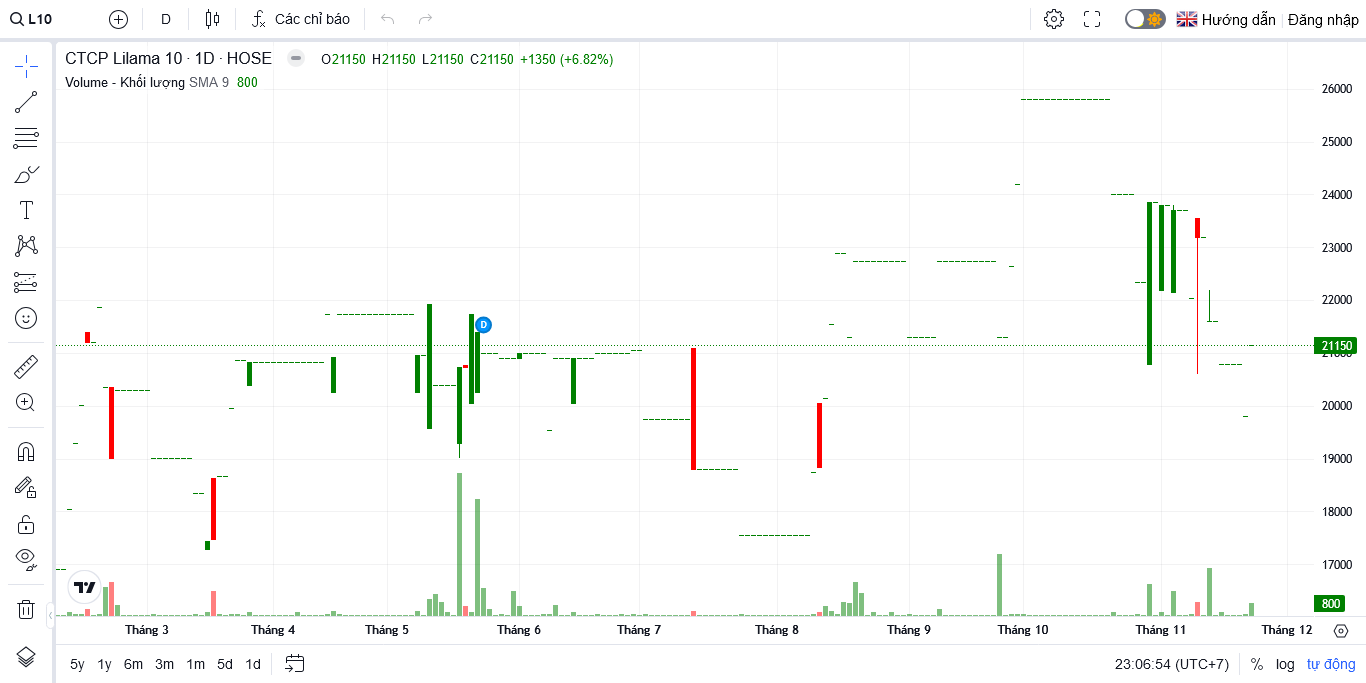 L10 D Các chỉ báo Hướng dẫn Đăng nhập
CTCP Lilama 10 · 1D · HOSE O21150 H21150 L21150 C21150 +1350 (+6.82%)
Volume - Khối lượng SMA 9 800
26000
25000
24000
23000
22000
D
21150
21000
20000
19000
18000
17000
800
Tháng 3 Tháng 4 Tháng 5 Tháng 6 Tháng 7 Tháng 8 Tháng 9 Tháng 10 Tháng 11 Tháng 12
5y 1y 6m 3m 1m 5d 1d 23:06:54 (UTC+7) % log tự động